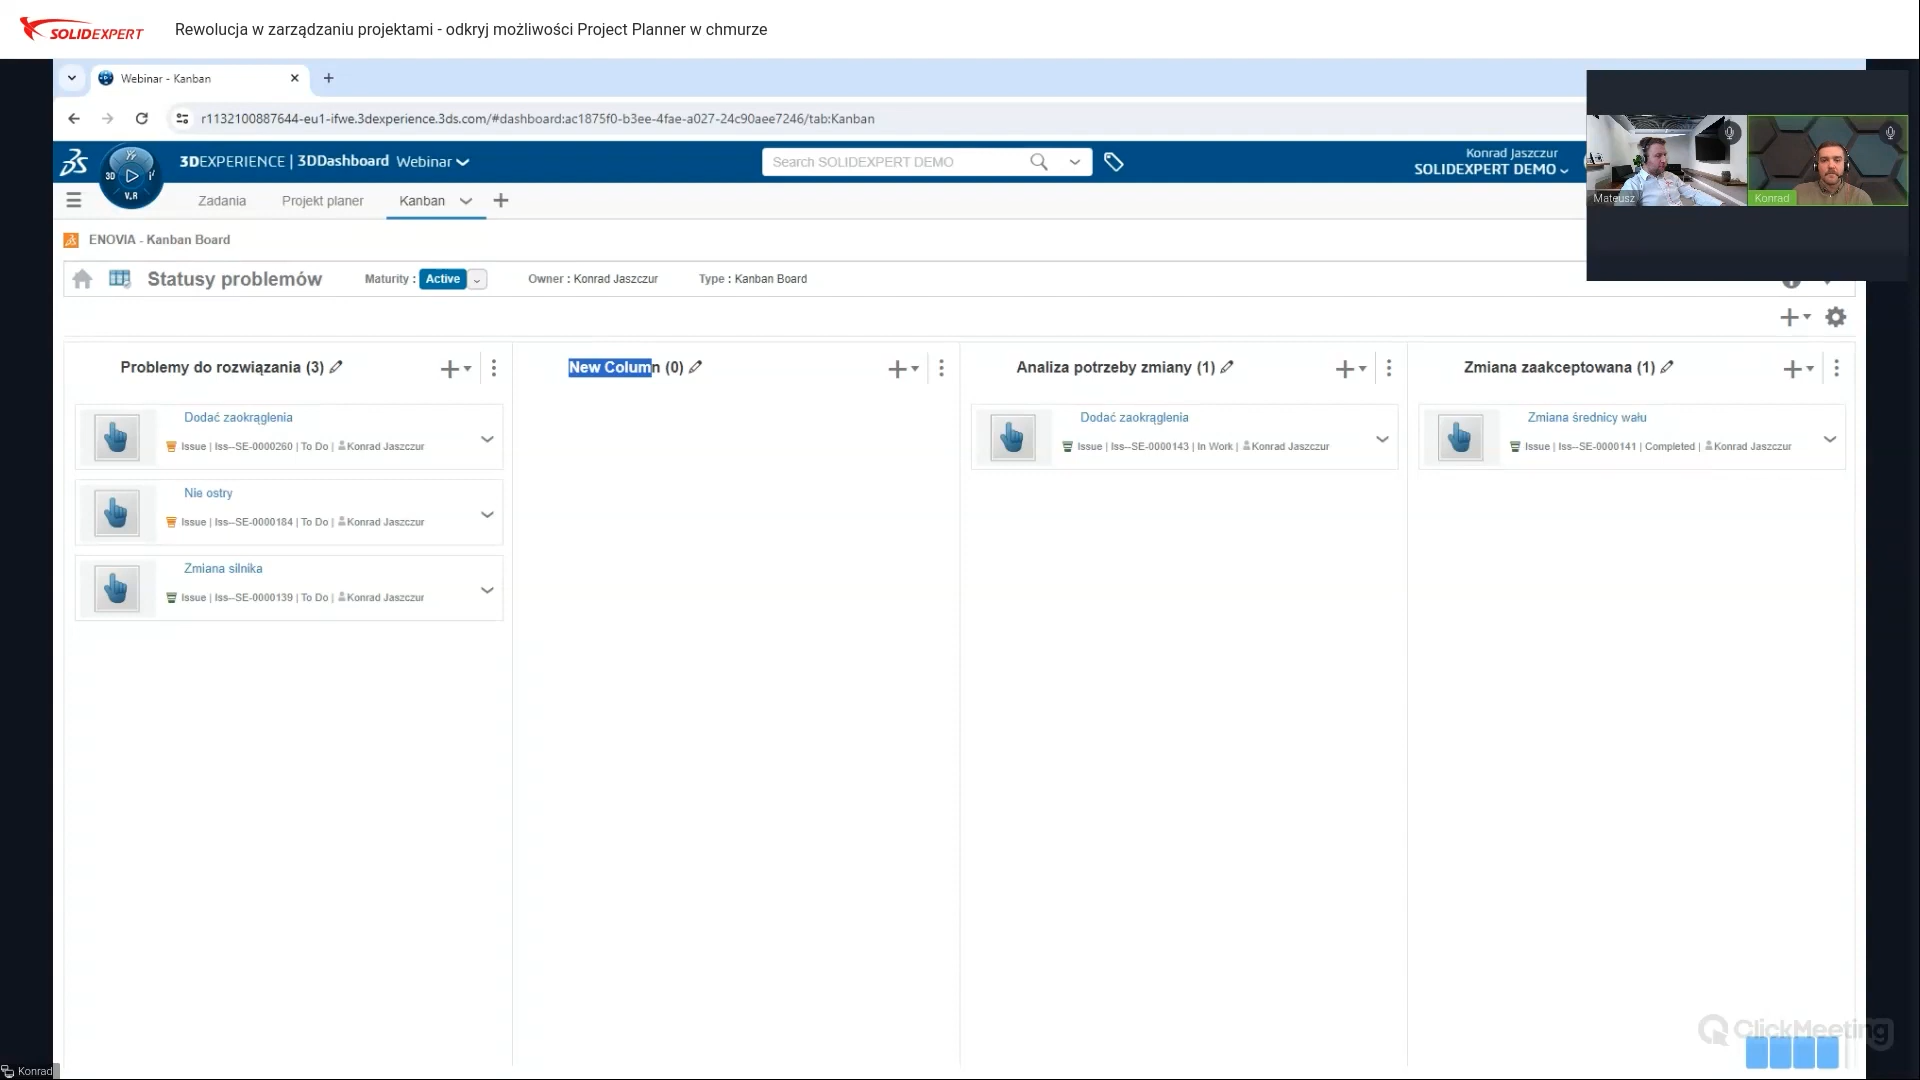 SOLIDEXPERT
Rewolucja w zarządzaniu projektami - odkryj możliwości Project Planner w chmurze
Webinar - Kanban
r1132100887644-eu1-ifwe.3dexperience.3ds.com/#dashboard:ac1875f0-b3ee-4fae-a027-24c90aee7246/tab:Kanban
3D
V.R
3DEXPERIENCE | 3DDashboard Webinar
Search SOLIDEXPERT DEMO
Konrad Jaszczur
SOLIDEXPERT DEMO
Mateusz
Konrad
Zadania
Projekt planer
Kanban
ENOVIA - Kanban Board
Statusy problemów
Maturity : Active
Owner : Konrad Jaszczur
Type : Kanban Board
Problemy do rozwiązania (3)
New Column (0)
Analiza potrzeby zmiany (1)
Zmiana zaakceptowana (1)
Dodać zaokrąglenia
Issue | Iss--SE-0000260 | To Do | Konrad Jaszczur
Nie ostry
Issue | Iss--SE-0000184 | To Do | Konrad Jaszczur
Zmiana silnika
Issue | Iss--SE-0000139 | To Do | Konrad Jaszczur
Dodać zaokrąglenia
Issue | Iss--SE-0000143 | In Work | Konrad Jaszczur
Zmiana średnicy wału
Issue | Iss--SE-0000141 | Completed | Konrad Jaszczur
ClickMeeting
Konrad